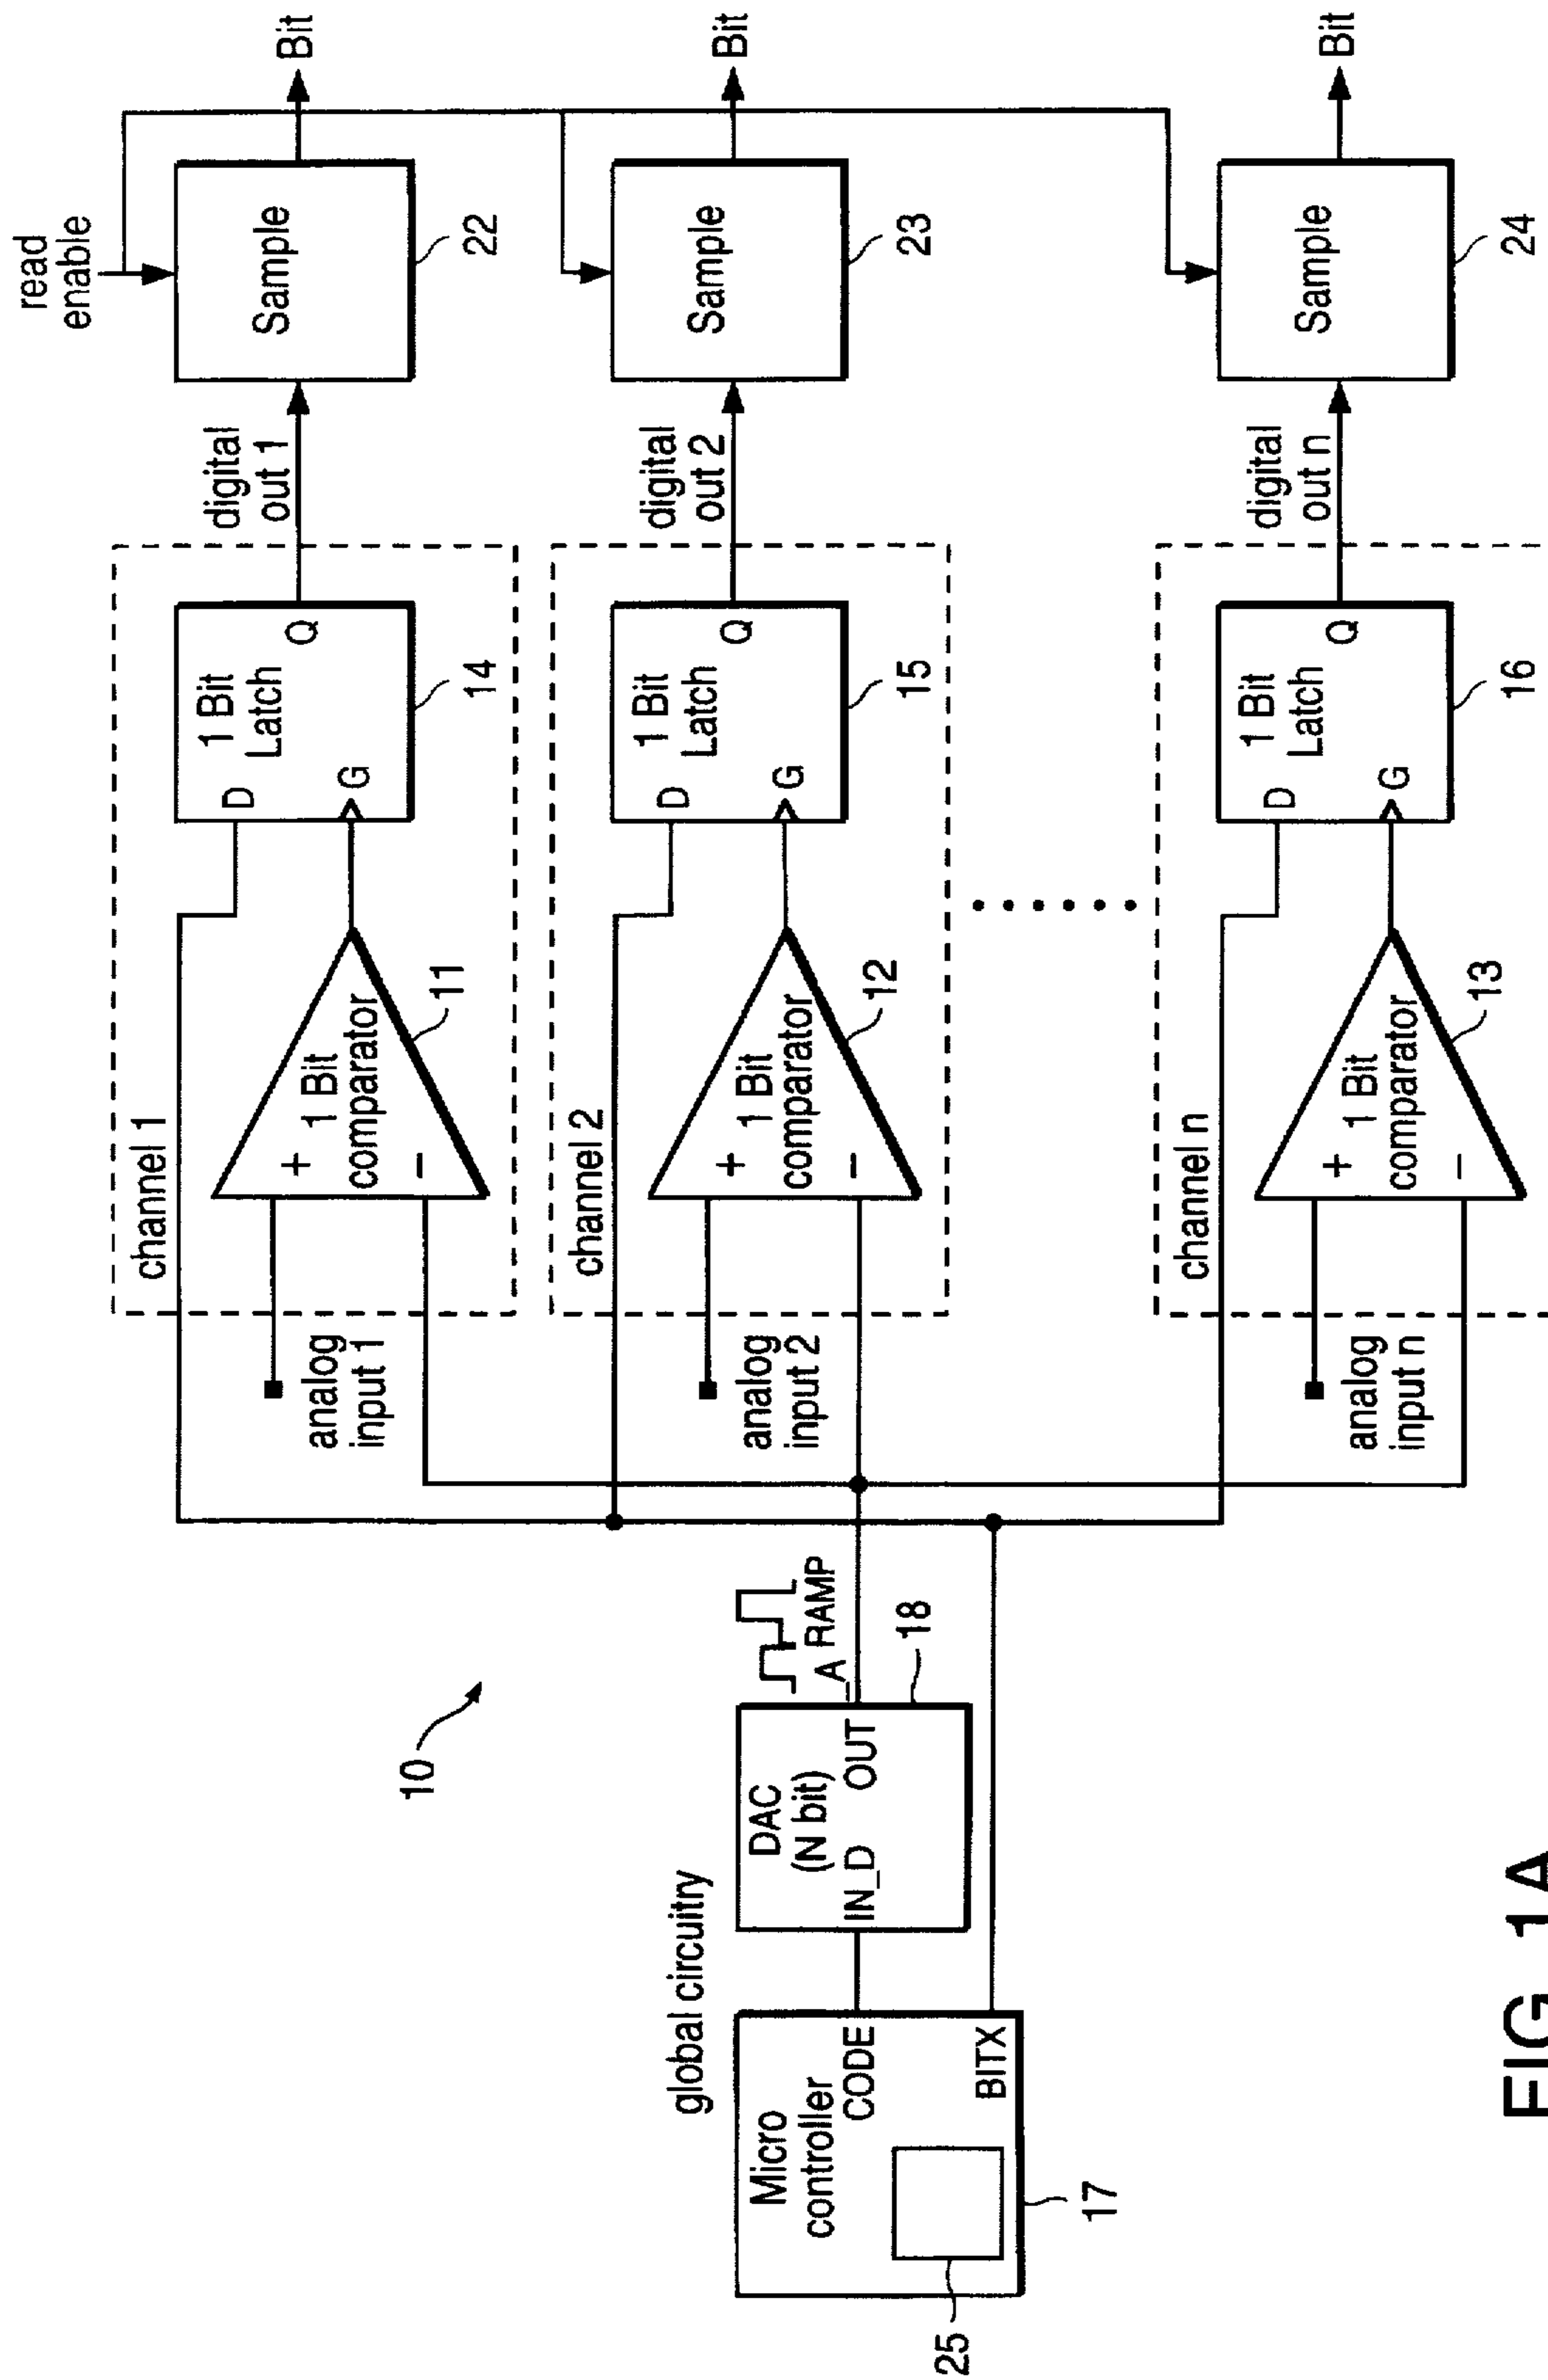 read
enable
Sample
22
Bit
Sample
23
Bit
Sample
24
Bit
digital
out 1
digital
out 2
digital
out n
channel 1
1 Bit
Latch
D
G
Q
14
+
−
1 Bit
comparator
11
analog
input 1
channel 2
1 Bit
Latch
D
G
Q
15
+
−
1 Bit
comparator
12
analog
input 2
channel n
1 Bit
Latch
D
G
Q
16
+
−
1 Bit
comparator
13
analog
input n
10
global circuitry
Micro
controller
CODE
BITX
25
17
DAC
(N bit)
IN_D
OUT
18
A_RAMP
FIG. 1A